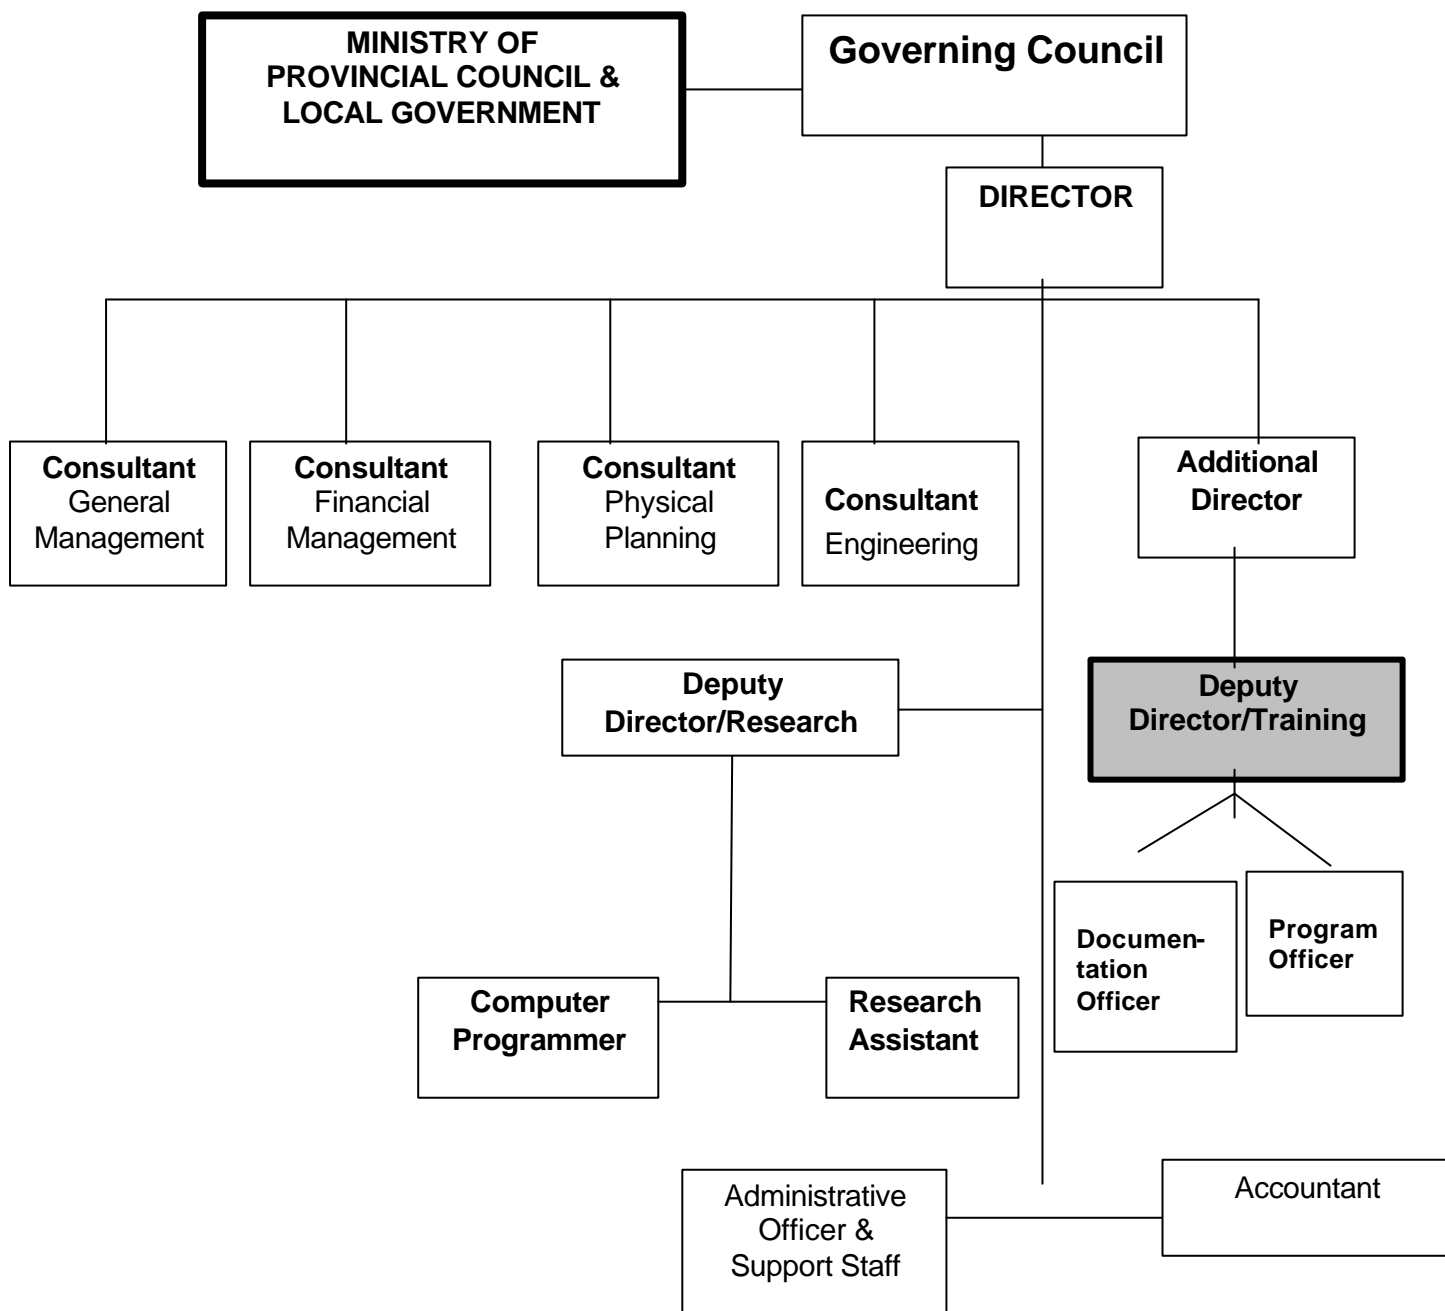 MINISTRY OF
PROVINCIAL COUNCIL &
LOCAL GOVERNMENT
Governing Council
DIRECTOR
Consultant
General
Management
Consultant
Financial
Management
Consultant
Physical
Planning
Consultant
Engineering
Additional
Director
Deputy
Director/Research
Deputy
Director/Training
Documen-
tation
Officer
Program
Officer
Computer
Programmer
Research
Assistant
Administrative
Officer &
Support Staff
Accountant